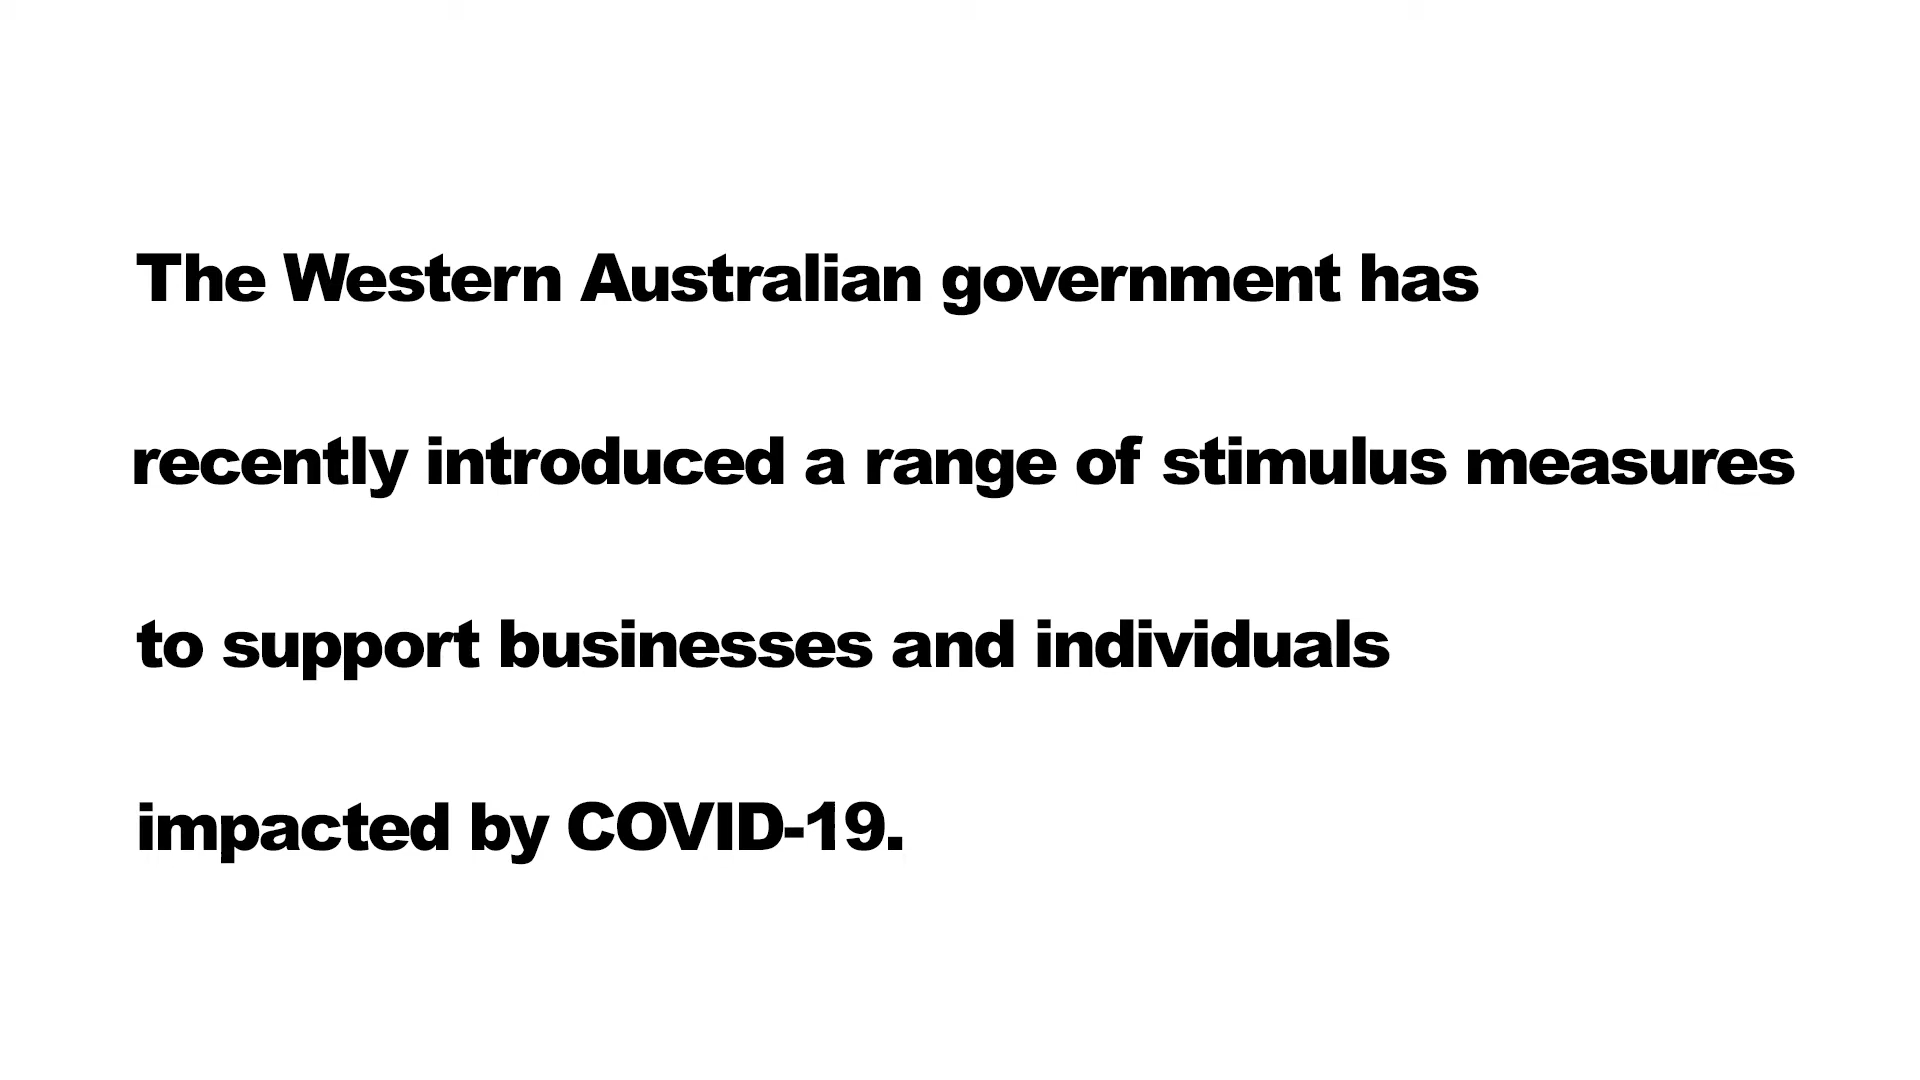 The Western Australian government has
recently introduced a range of stimulus measures
to support businesses and individuals
impacted by COVID-19.